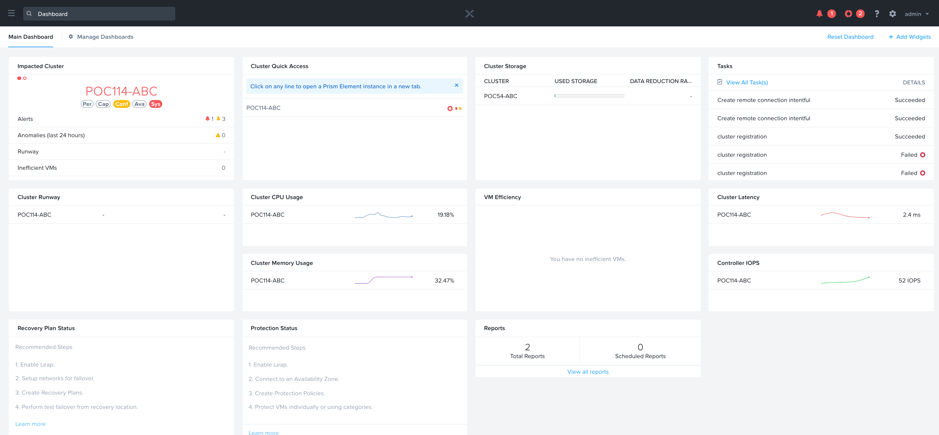 Dashboard
1
2
?
admin
Main Dashboard
Manage Dashboards
Reset Dashboard
+ Add Widgets
Impacted Cluster
0
POC114-ABC
Per Cap Conf Ava Sys
Alerts 1 3
Anomalies (last 24 hours) 0
Runway -
Inefficient VMs 0
Cluster Quick Access
Click on any line to open a Prism Element instance in a new tab. ×
POC114-ABC
Cluster Storage
CLUSTER USED STORAGE DATA REDUCTION RA...
POC54-ABC -
Tasks
View All Task(s) DETAILS
Create remote connection intentful Succeeded
Create remote connection intentful Succeeded
cluster registration Succeeded
cluster registration Failed
cluster registration Failed
Cluster Runway
POC114-ABC - -
Cluster CPU Usage
POC114-ABC 19.18%
Cluster Memory Usage
POC114-ABC 32.47%
VM Efficiency
You have no inefficient VMs.
Cluster Latency
POC114-ABC 2.4 ms
Controller IOPS
POC114-ABC 52 IOPS
Recovery Plan Status
Recommended Steps
1. Enable Leap.
2. Setup networks for failover.
3. Create Recovery Plans.
4. Perform test failover from recovery location.
Learn more
Protection Status
Recommended Steps
1. Enable Leap.
2. Connect to an Availability Zone.
3. Create Protection Policies.
4. Protect VMs individually or using categories.
Learn more
Reports
2 0
Total Reports Scheduled Reports
View all reports